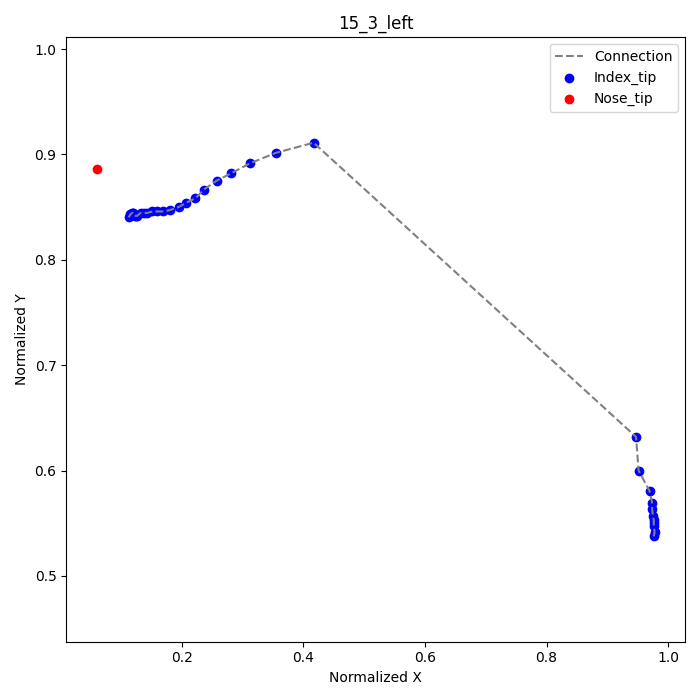 15_3_left
1.0
0.9
0.8
0.7
0.6
0.5
Normalized Y
0.2 0.4 0.6 0.8 1.0
Normalized X
Connection
Index_tip
Nose_tip